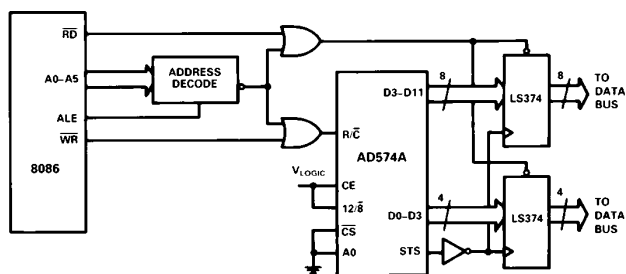 8086
RD
A0–A5
ALE
WR
ADDRESS
DECODE
R/C
V LOGIC
CE
12/8
CS
A0
AD574A
D3–D11
D0–D3
STS
8
LS374
8
TO
DATA
BUS
4
LS374
4
TO
DATA
BUS